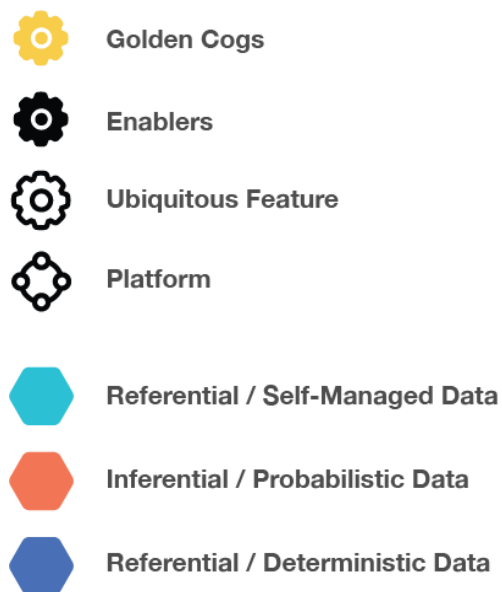 Golden Cogs
Enablers
Ubiquitous Feature
Platform
Referential / Self-Managed Data
Inferential / Probabilistic Data
Referential / Deterministic Data